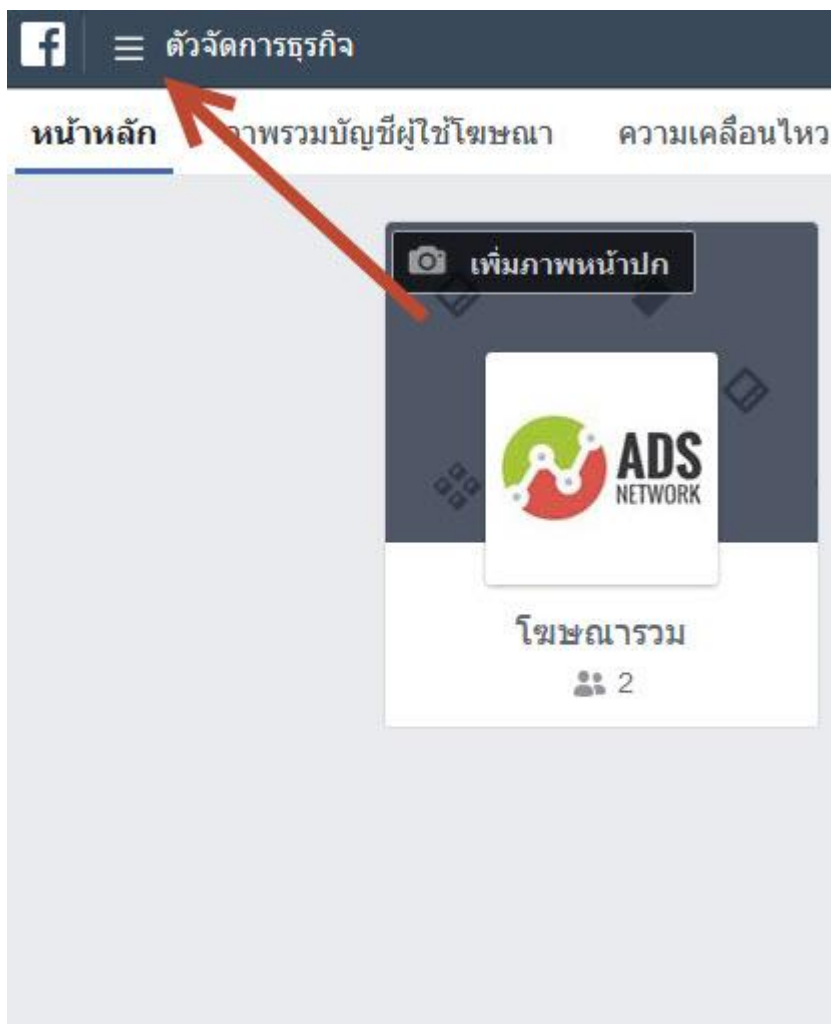 ตัวจัดการธุรกิจ
หน้าหลัก
บัญชีผู้ใช้โฆษณา ความเคลื่อนไหว
เพิ่มภาพหน้าปก
ADS
NETWORK
โฆษณารวม
2